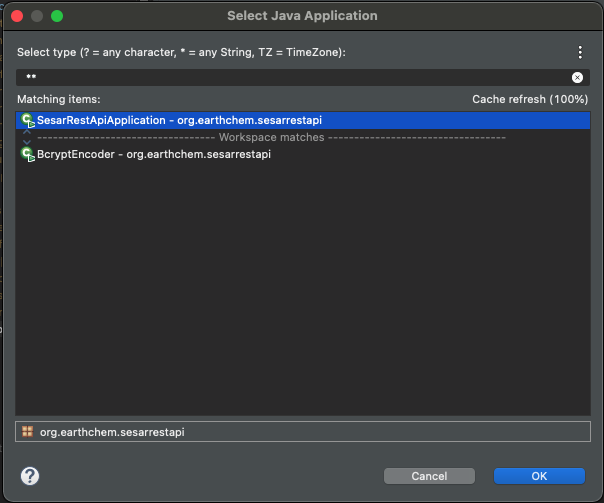 Select Java Application
Select type (? = any character, * = any String, TZ = TimeZone):
**
Matching items: Cache refresh (100%)
SesarRestApiApplication - org.earthchem.sesarrestapi
---------------------------------- Workspace matches ----------------------------------
BcryptEncoder - org.earthchem.sesarrestapi
org.earthchem.sesarrestapi
? Cancel OK